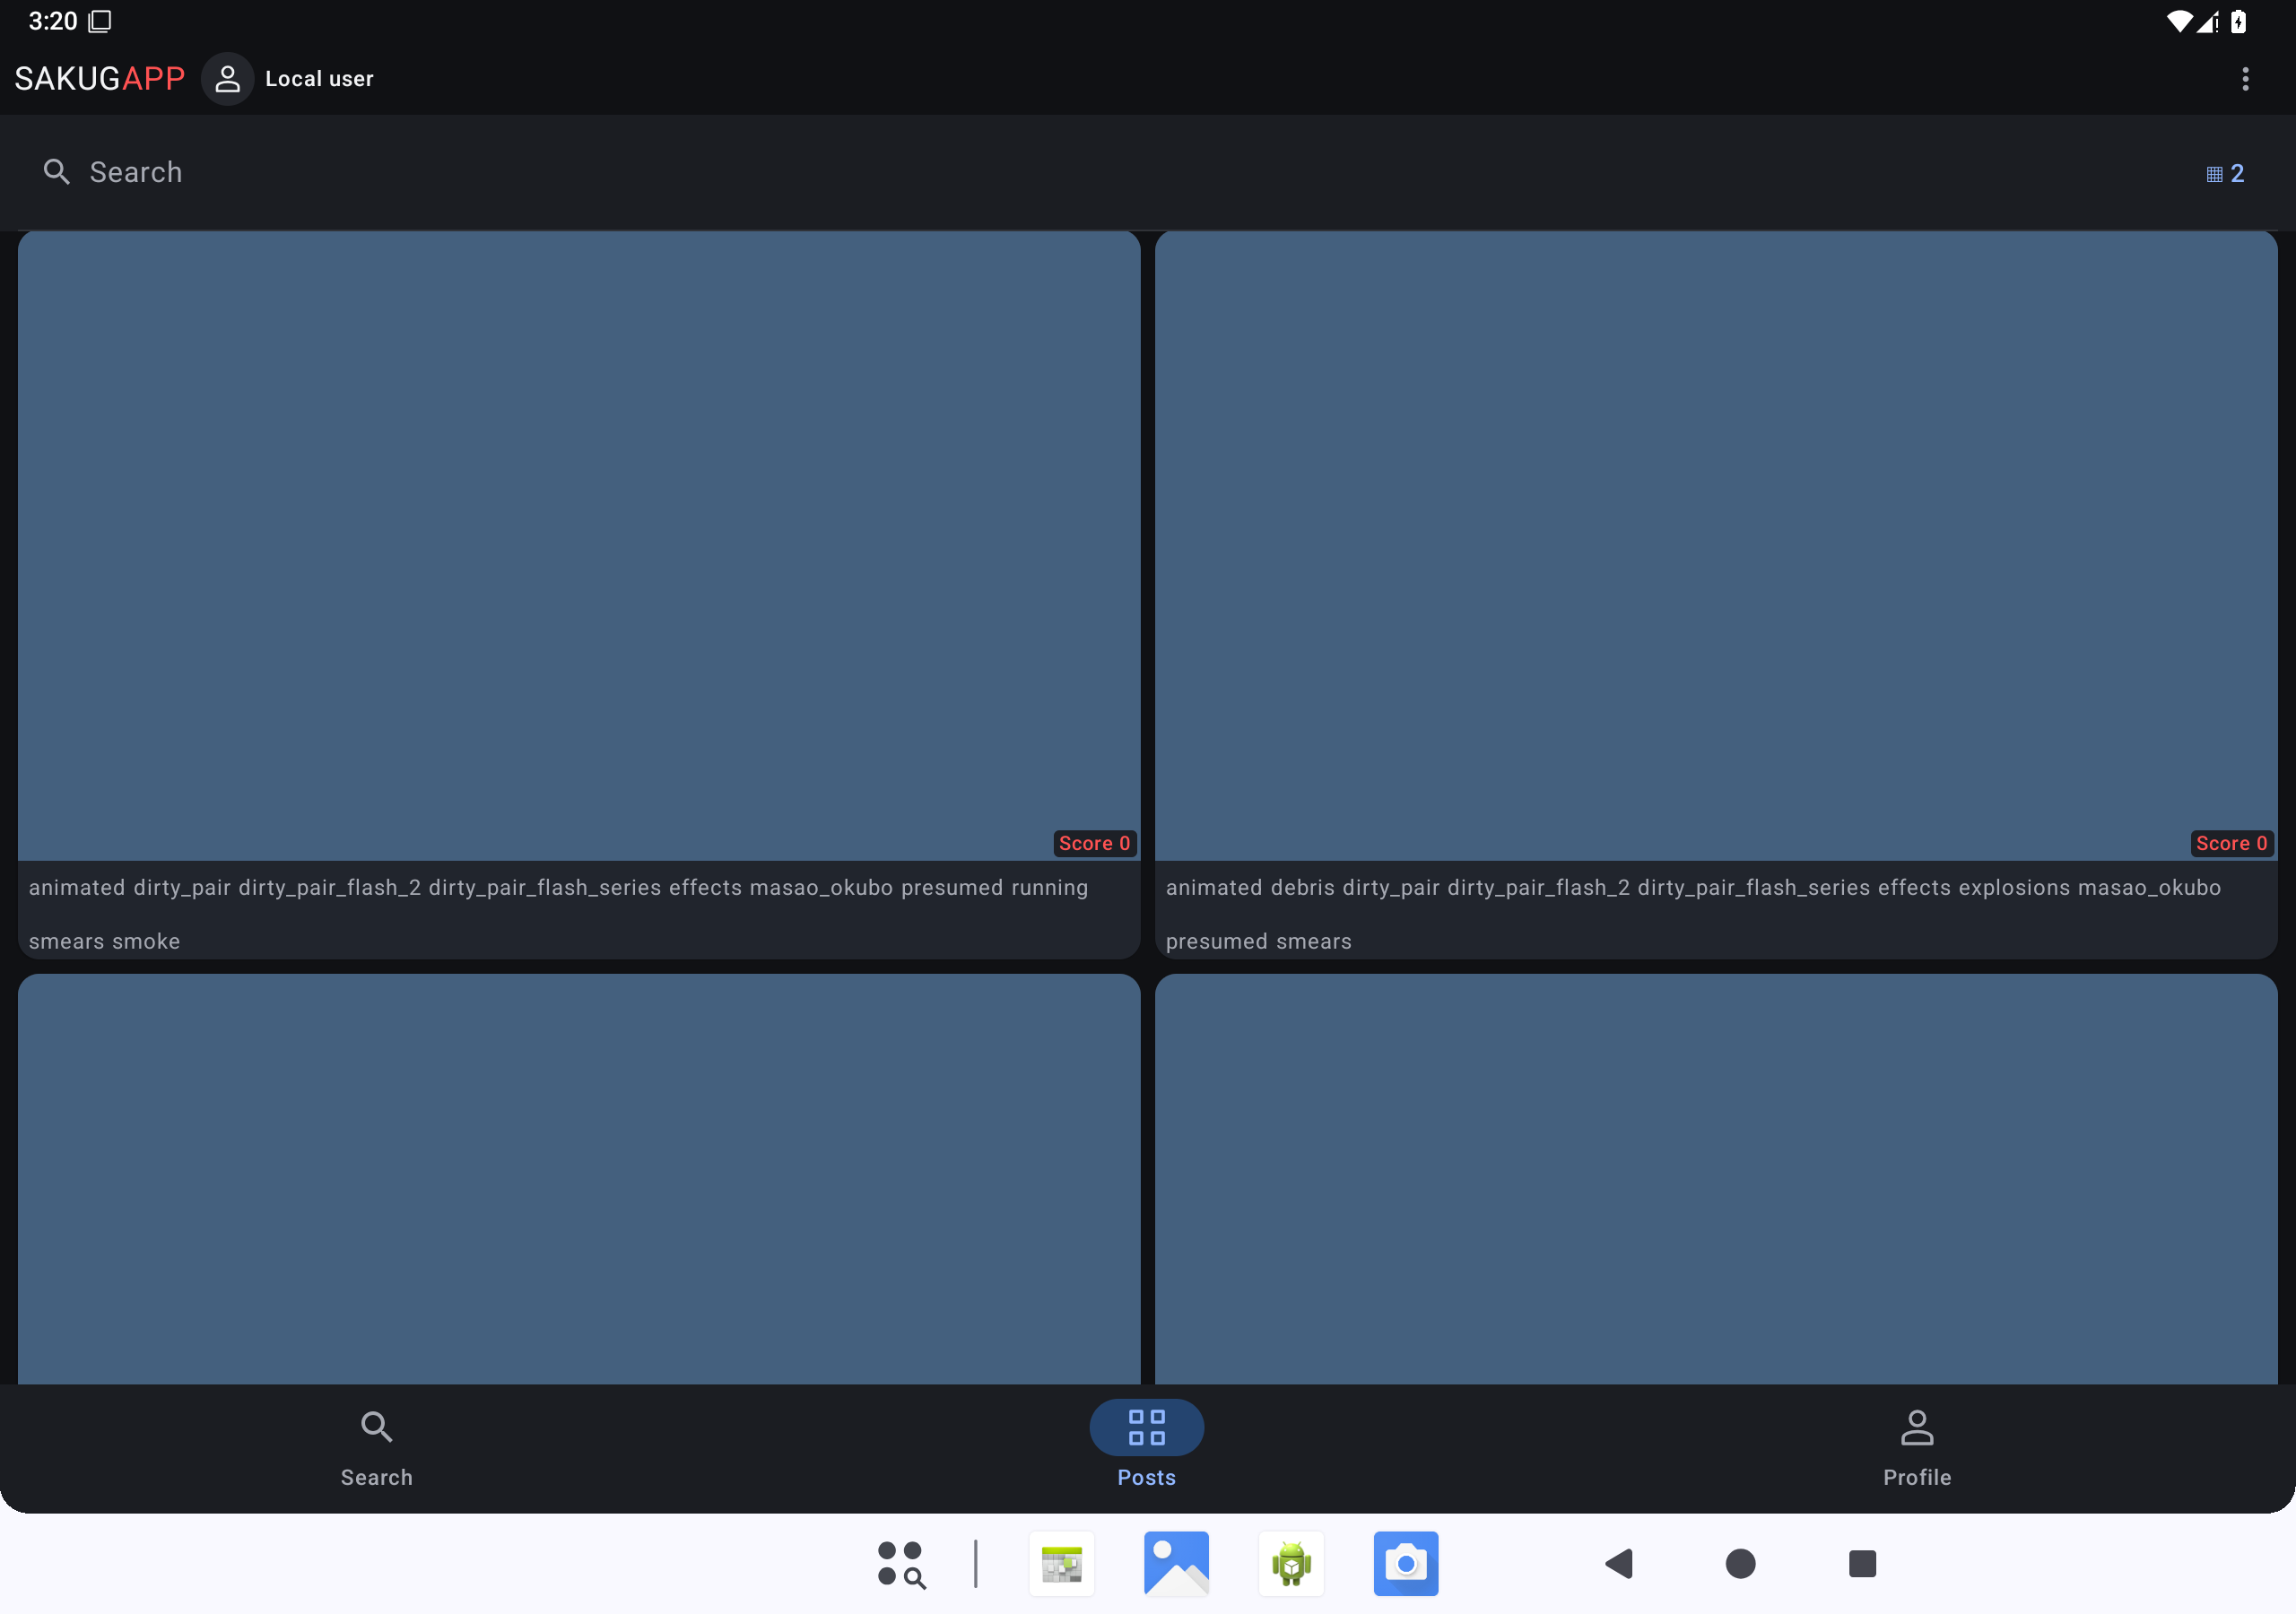 3:20
SAKUGAPP Local user
Search
2
Score 0
Score 0
animated dirty_pair dirty_pair_flash_2 dirty_pair_flash_series effects masao_okubo presumed running
smears smoke
animated debris dirty_pair dirty_pair_flash_2 dirty_pair_flash_series effects explosions masao_okubo
presumed smears
Search
Posts
Profile